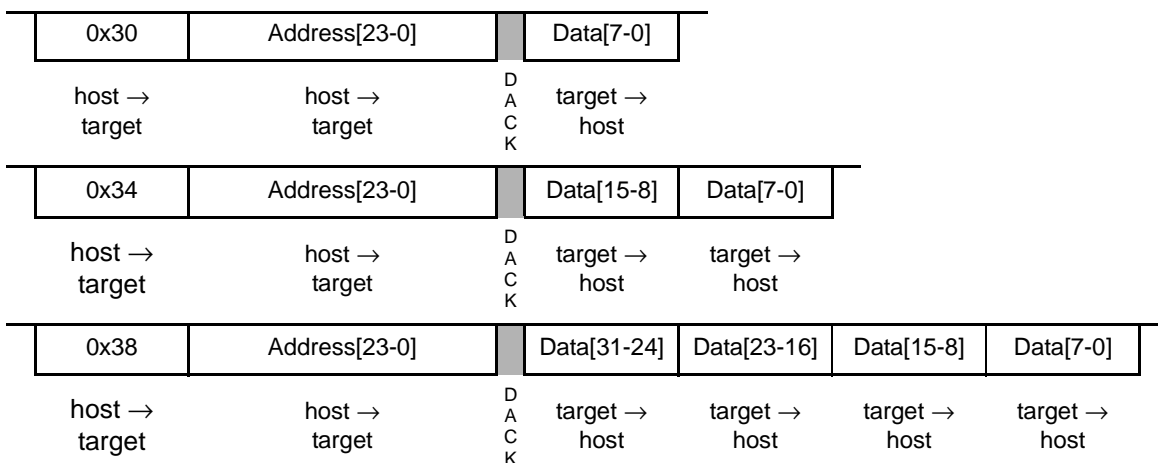 0x30 Address[23-0] Data[7-0]
host → target host → target DACK target → host
0x34 Address[23-0] Data[15-8] Data[7-0]
host → target host → target DACK target → host target → host
0x38 Address[23-0] Data[31-24] Data[23-16] Data[15-8] Data[7-0]
host → target host → target DACK target → host target → host target → host target → host